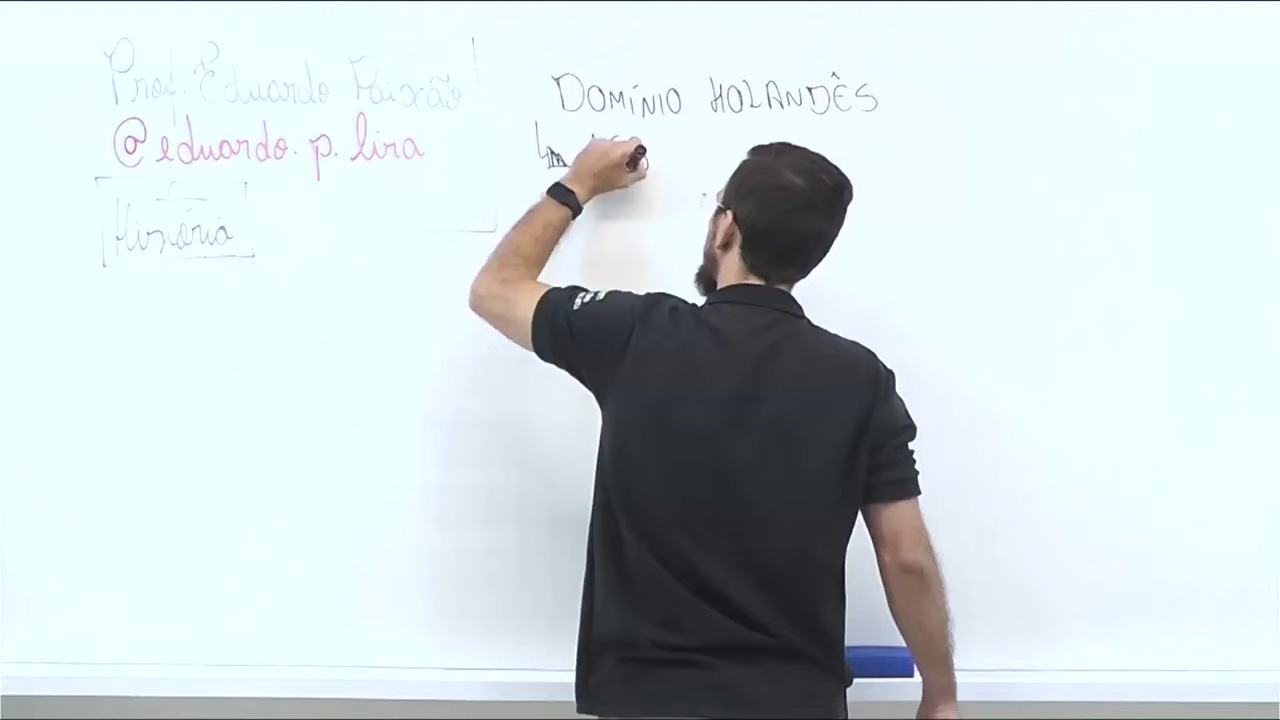 Prof. Eduardo Paixão
@eduardo.p.lira
História
DOMÍNIO HOLANDÊS